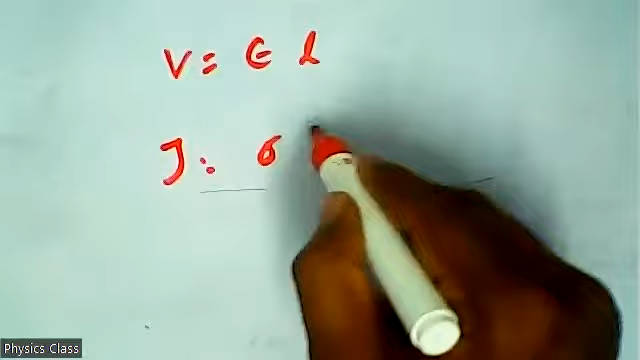 V = E l
J = σ
Physics Class